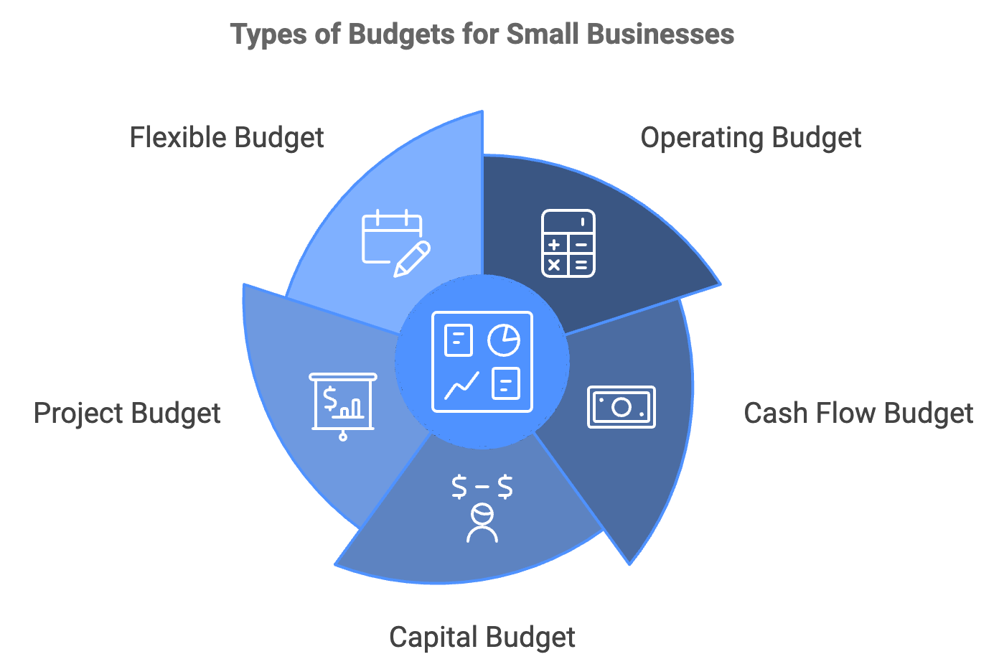 Types of Budgets for Small Businesses
Flexible Budget
Operating Budget
Project Budget
Cash Flow Budget
$ - $
Capital Budget